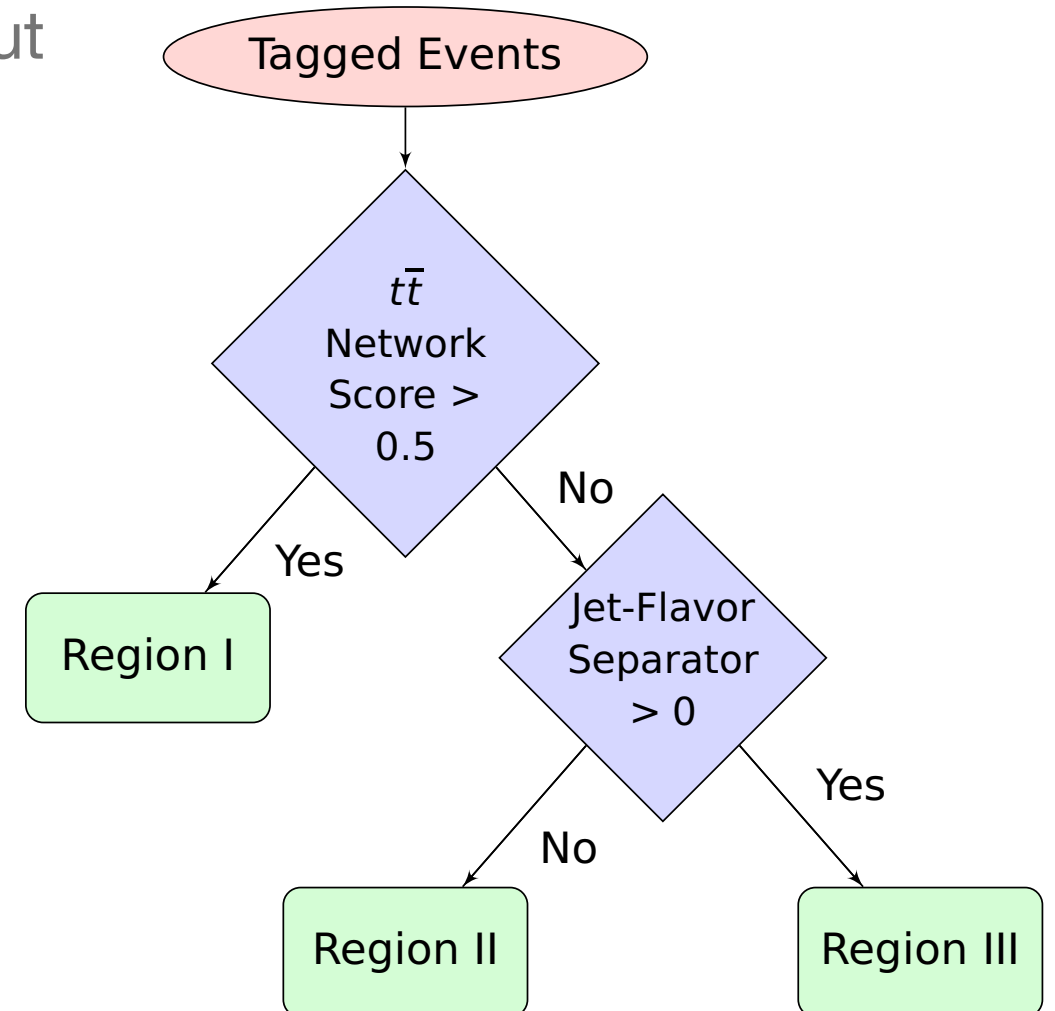 ut
Tagged Events
tt̅
Network
Score >
0.5
No
Yes
Jet-Flavor
Separator
> 0
Region I
Yes
No
Region II
Region III